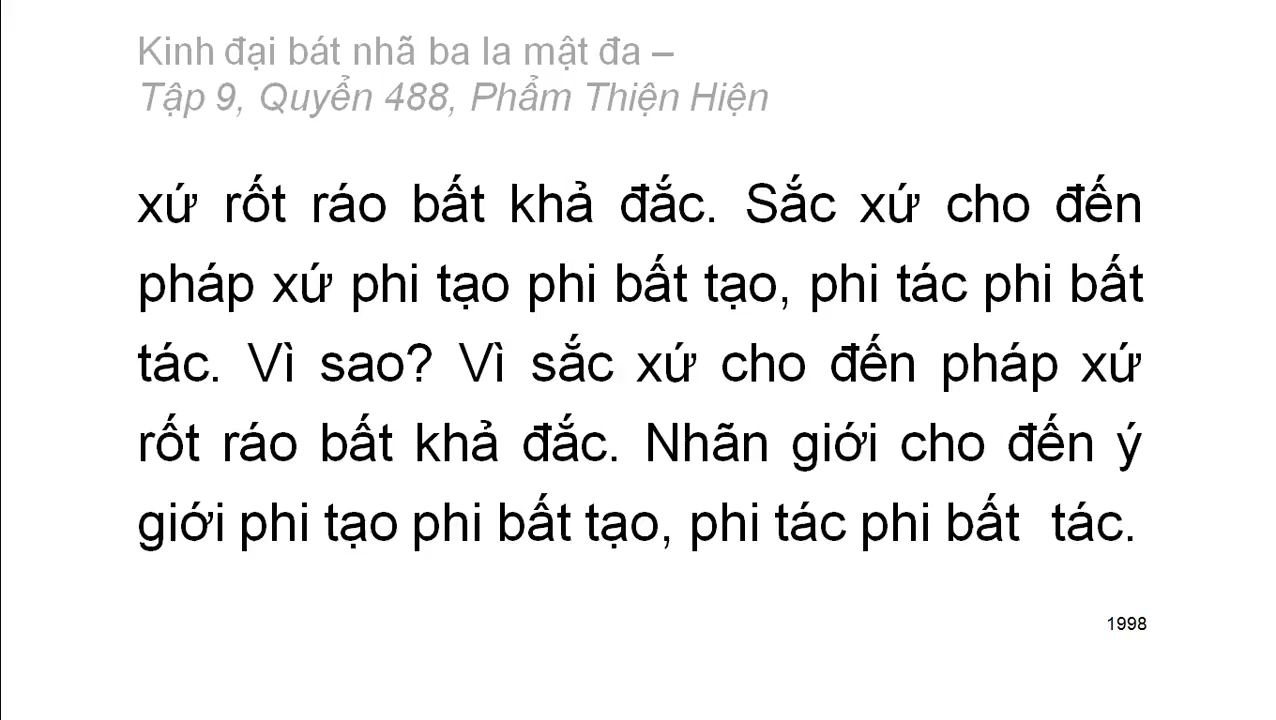 Kinh đại bát nhã ba la mật đa –
Tập 9, Quyển 488, Phẩm Thiện Hiện
xứ rốt ráo bất khả đắc. Sắc xứ cho đến
pháp xứ phi tạo phi bất tạo, phi tác phi bất
tác. Vì sao? Vì sắc xứ cho đến pháp xứ
rốt ráo bất khả đắc. Nhãn giới cho đến ý
giới phi tạo phi bất tạo, phi tác phi bất tác.
1998